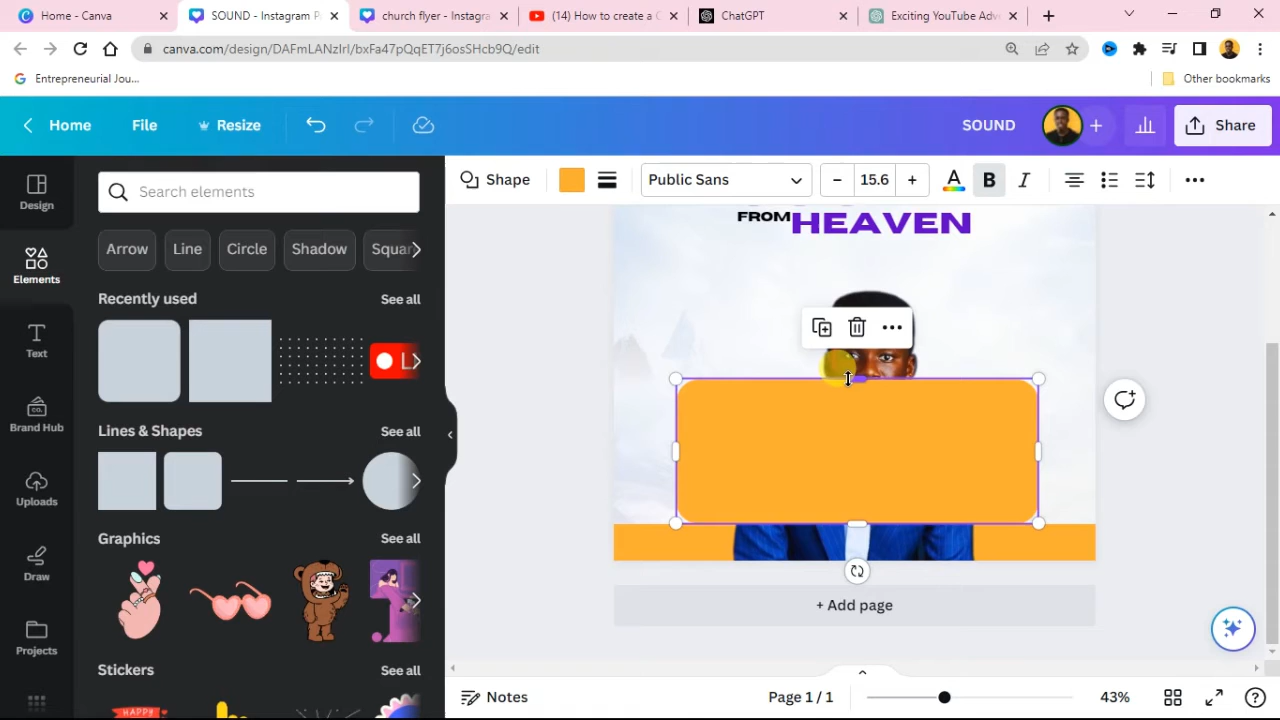 Home - Canva
SOUND - Instagram P
church flyer - Instagra
(14) How to create a C
ChatGPT
Exciting YouTube Adv
canva.com/design/DAFmLANzIrI/bxFa47pQqET7j6osSHcb9Q/edit
Entrepreneurial Jou...
Other bookmarks
Home
File
Resize
SOUND
Share
Design
Elements
Text
Brand Hub
Uploads
Draw
Projects
Search elements
Arrow
Line
Circle
Shadow
Squar
Recently used
See all
L
Lines & Shapes
See all
Graphics
See all
Stickers
See all
HAPPY
Shape
Public Sans
15.6
A
B
I
FROM HEAVEN
+ Add page
Notes
Page 1 / 1
43%